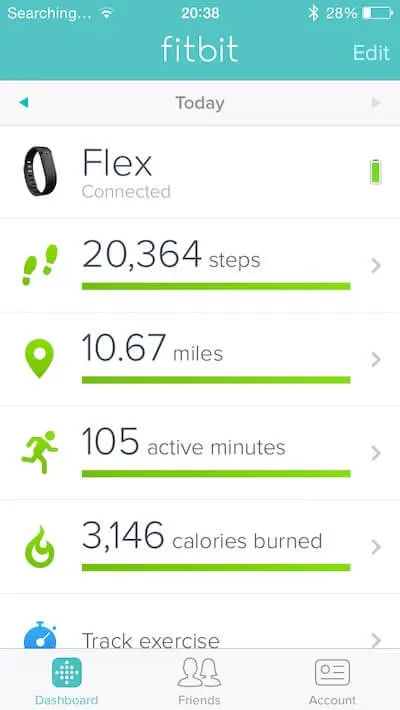 Searching... 20:38 28%
fitbit Edit
Today
Flex
Connected
20,364 steps
10.67 miles
105 active minutes
3,146 calories burned
Track exercise
Dashboard Friends Account